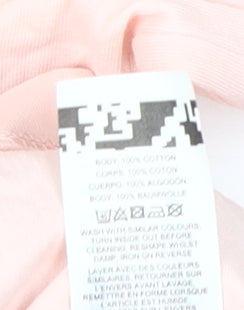 BODY: 100% COTTON
CORPS: 100% COTON
CUERPO: 100% ALGODÓN
BODY: 100% BAUMWOLLE
WASH WITH SIMILAR COLOURS,
TURN INSIDE OUT BEFORE
CLEANING, RESHAPE WHILST
DAMP, IRON ON REVERSE
LAVER AVEC DES COULEURS
SIMILAIRES, RETOURNER SUR
L'ENVERS AVANT LAVAGE,
REMETTRE EN FORME LORSQUE
L'ARTICLE EST HUMIDE